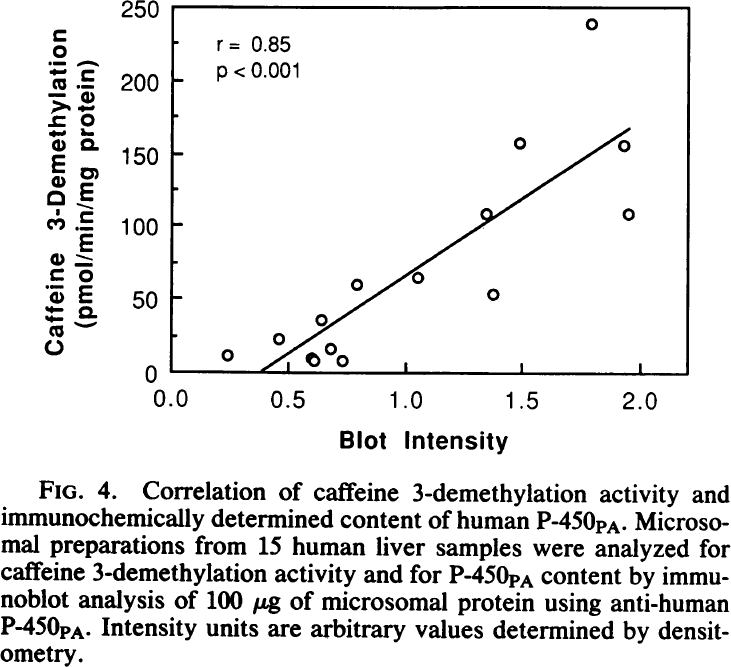 250
200
150
100
50
0
Caffeine 3-Demethylation
(pmol/min/mg protein)
r = 0.85
p < 0.001
0.0 0.5 1.0 1.5 2.0
Blot Intensity
FIG. 4. Correlation of caffeine 3-demethylation activity and
immunochemically determined content of human P-450PA. Microso-
mal preparations from 15 human liver samples were analyzed for
caffeine 3-demethylation activity and for P-450PA content by immu-
noblot analysis of 100 μg of microsomal protein using anti-human
P-450PA. Intensity units are arbitrary values determined by densit-
ometry.